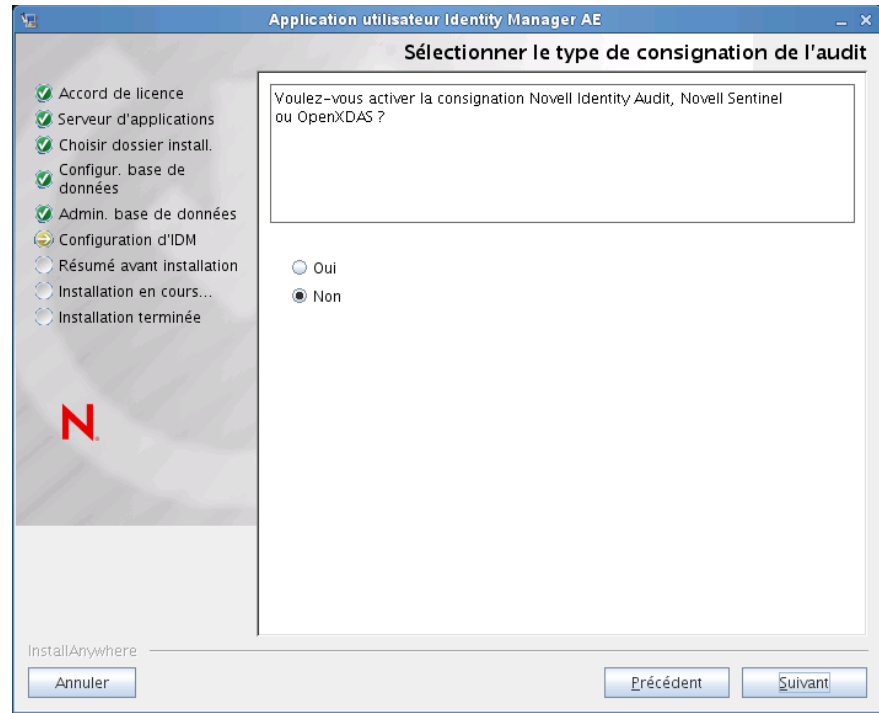 Application utilisateur Identity Manager AE
Sélectionner le type de consignation de l'audit
Accord de licence
Serveur d'applications
Choisir dossier install.
Configur. base de
données
Admin. base de données
Configuration d'IDM
Résumé avant installation
Installation en cours...
Installation terminée
N.
Voulez-vous activer la consignation Novell Identity Audit, Novell Sentinel
ou OpenXDAS ?
Oui
Non
InstallAnywhere
Annuler
Précédent
Suivant